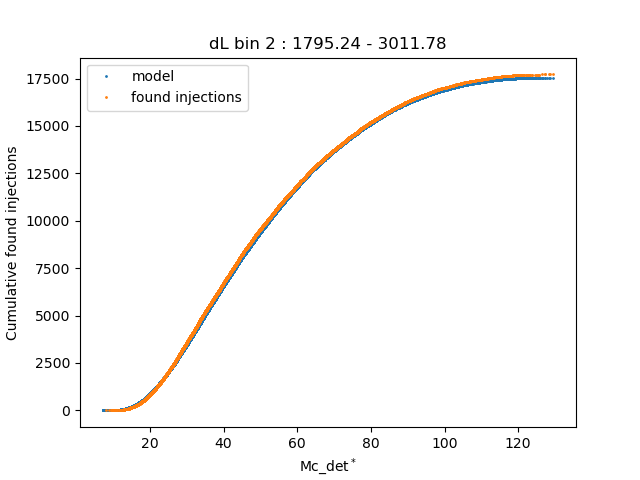 dL bin 2 : 1795.24 - 3011.78
model
found injections
17500
15000
12500
10000
7500
5000
2500
0
Cumulative found injections
20 40 60 80 100 120
Mc_det*